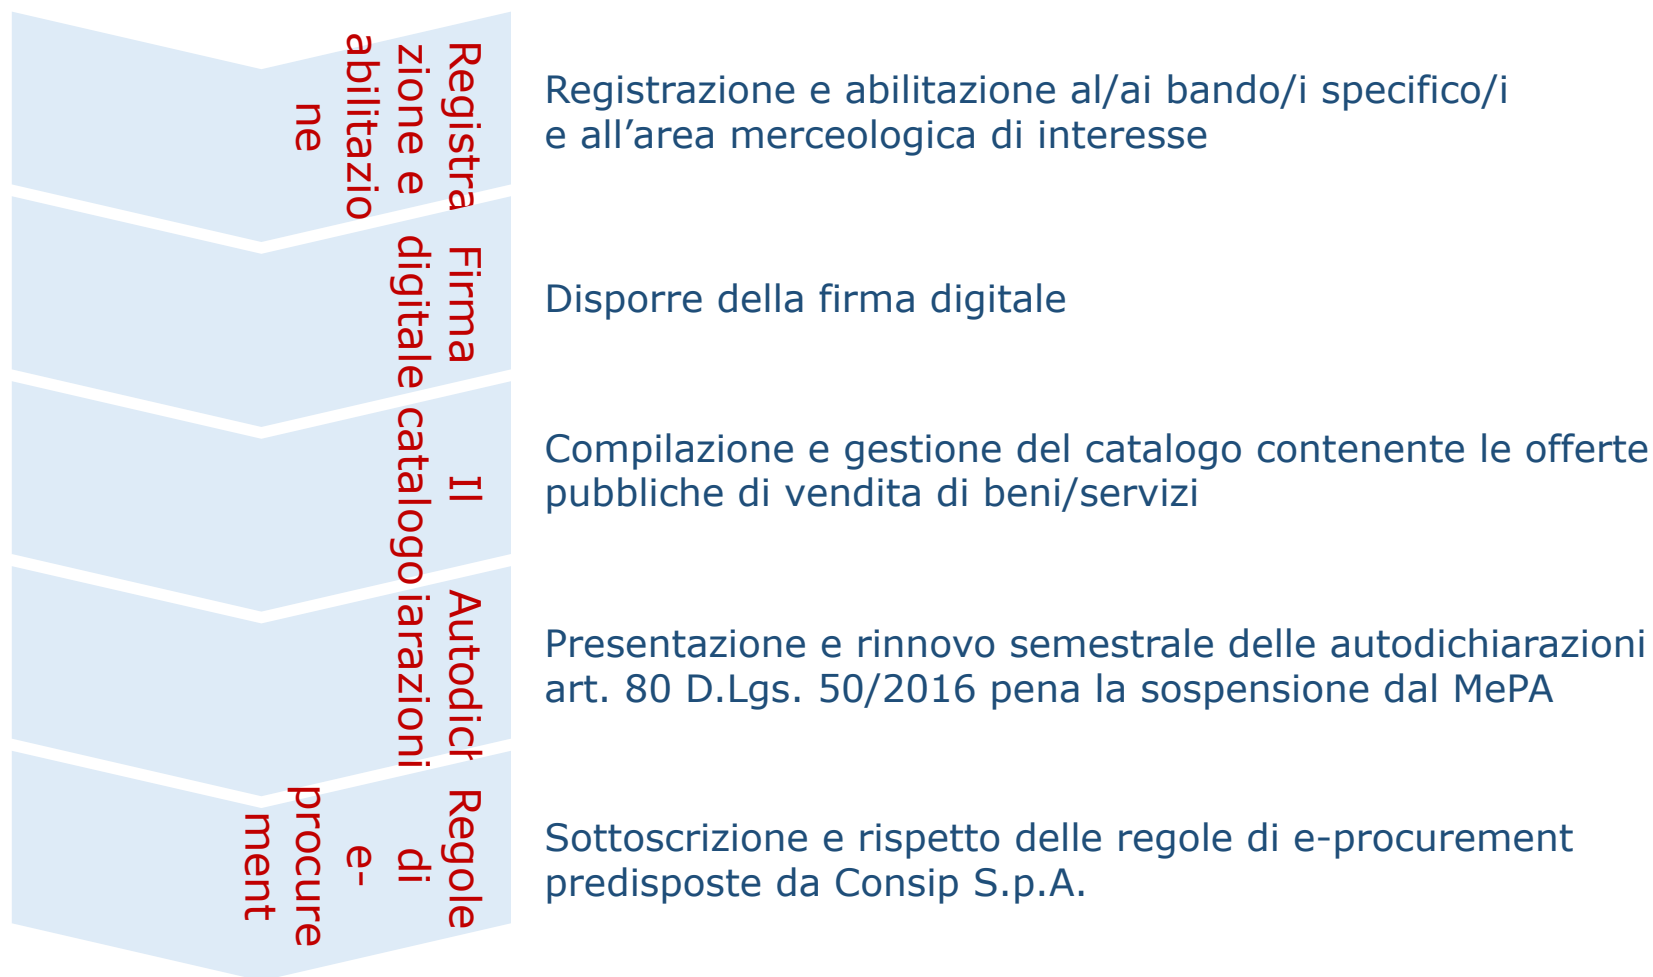 Registra
zione e
abilitazio
ne
Registrazione e abilitazione al/ai bando/i specifico/i
e all’area merceologica di interesse
Firma
digitale
Disporre della firma digitale
Il
catalogo
Compilazione e gestione del catalogo contenente le offerte
pubbliche di vendita di beni/servizi
Autodich
iarazioni
Presentazione e rinnovo semestrale delle autodichiarazioni
art. 80 D.Lgs. 50/2016 pena la sospensione dal MePA
Regole
di
e-
procure
ment
Sottoscrizione e rispetto delle regole di e-procurement
predisposte da Consip S.p.A.